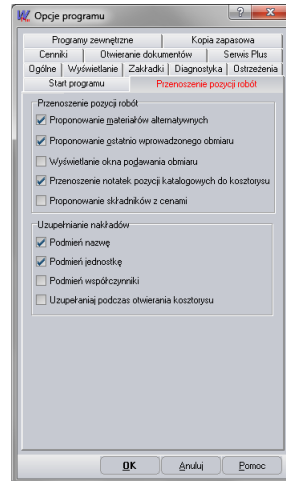 Opcje programu
Programy zewnętrzne Kopia zapasowa
Cenniki Otwieranie dokumentów Serwis Plus
Ogólne Wyświetlanie Zakładki Diagnostyka Ostrzeżenia
Start programu Przenoszenie pozycji robót
Przenoszenie pozycji robót
Proponowanie materiałów alternatywnych
Proponowanie ostatnio wprowadzonego obmiaru
Wyświetlanie okna podawania obmiaru
Przenoszenie notatek pozycji katalogowych do kosztorysu
Proponowanie składników z cenami
Uzupełnianie nakładów
Podmień nazwę
Podmień jednostkę
Podmień współczynniki
Uzupełaniaj podczas otwierania kosztorysu
OK Anuluj Pomoc